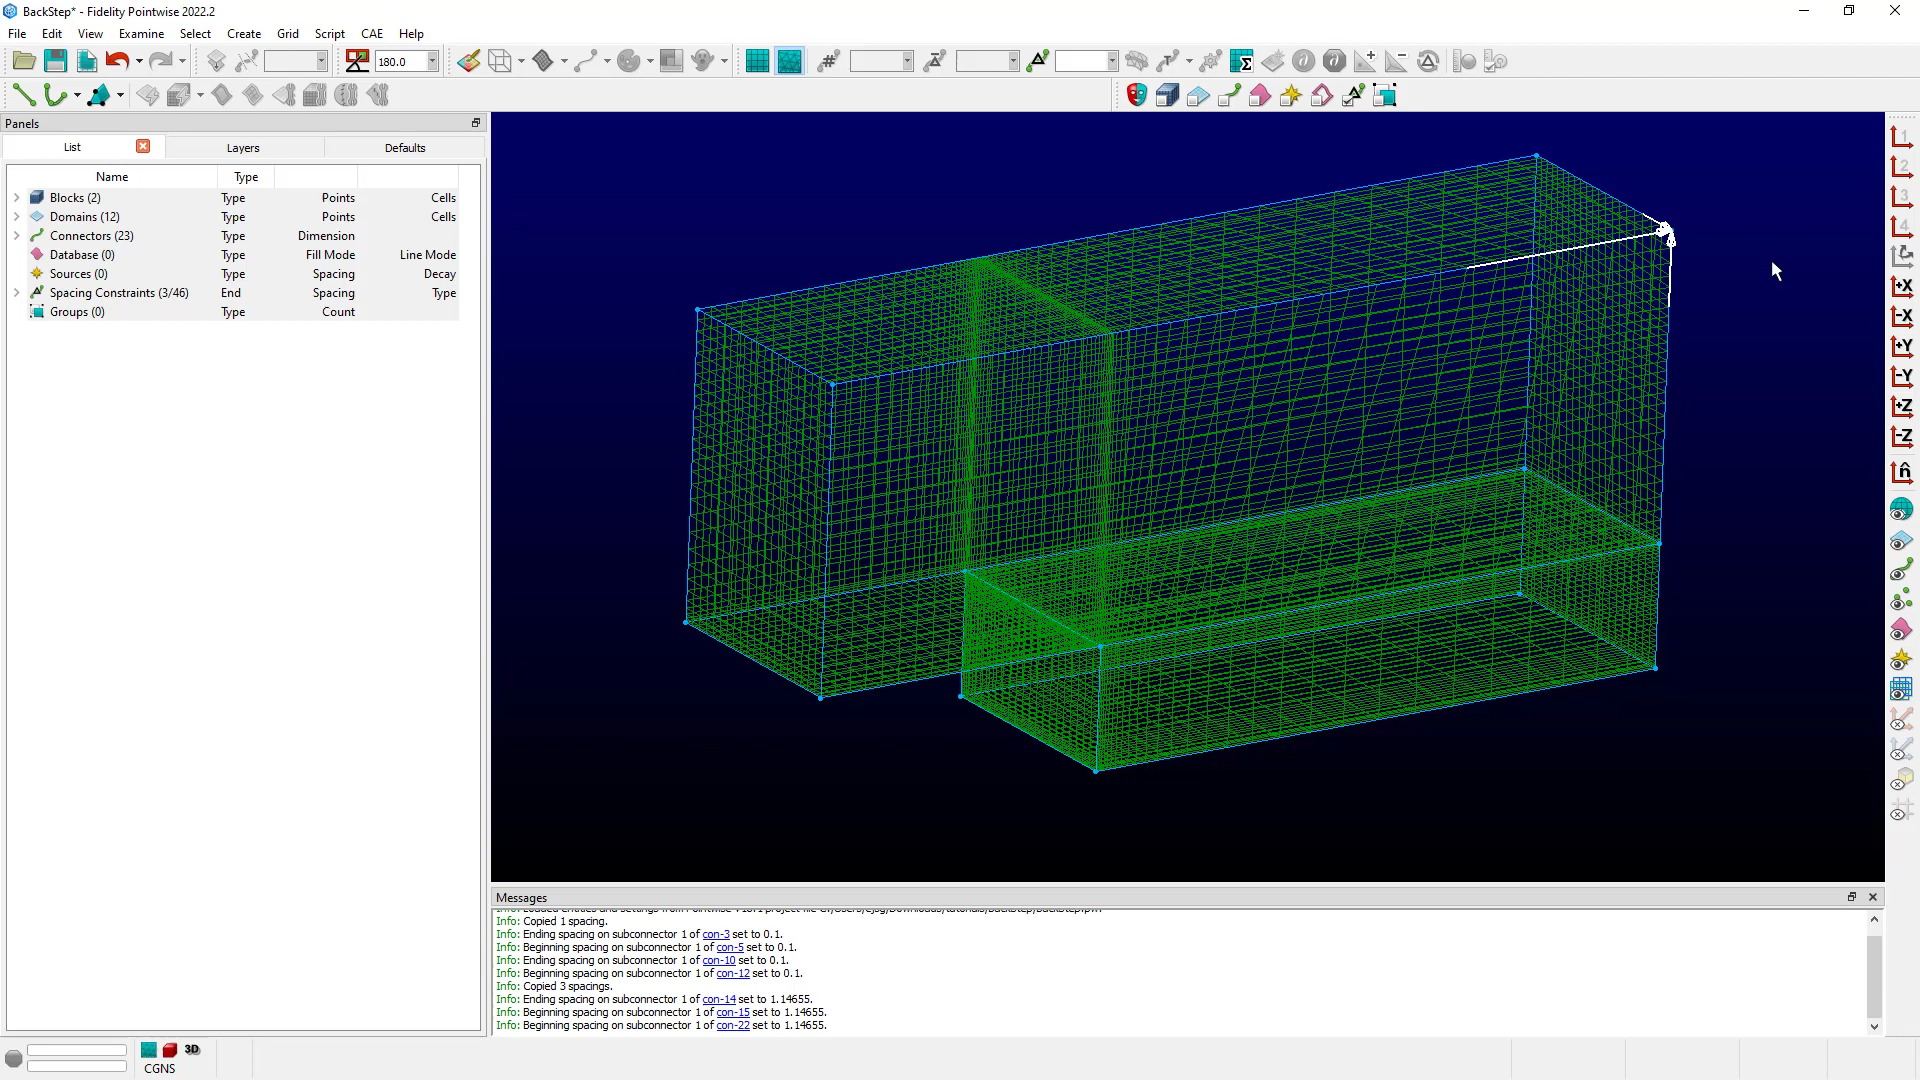 BackStep* - Fidelity Pointwise 2022.2
File Edit View Examine Select Create Grid Script CAE Help
180.0
Panels
List Layers Defaults
Name Type
Blocks (2) Type Points Cells
Domains (12) Type Points Cells
Connectors (23) Type Dimension
Database (0) Type Fill Mode Line Mode
Sources (0) Type Spacing Decay
Spacing Constraints (3/46) End Spacing Type
Groups (0) Type Count
1
2
3
4
+X
-X
+Y
-Y
+Z
-Z
n̂
Messages
Info: Copied 1 spacing.
Info: Ending spacing on subconnector 1 of con-3 set to 0.1.
Info: Beginning spacing on subconnector 1 of con-5 set to 0.1.
Info: Ending spacing on subconnector 1 of con-10 set to 0.1.
Info: Beginning spacing on subconnector 1 of con-12 set to 0.1.
Info: Copied 3 spacings.
Info: Ending spacing on subconnector 1 of con-14 set to 1.14655.
Info: Beginning spacing on subconnector 1 of con-15 set to 1.14655.
Info: Beginning spacing on subconnector 1 of con-22 set to 1.14655.
3D
CGNS